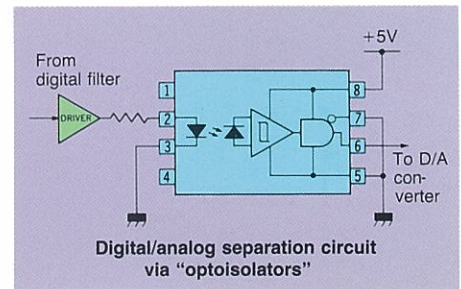 +5V
From
digital filter
DRIVER
1
2
3
4
8
7
6
5
To D/A
con-
verter
Digital/analog separation circuit
via "optoisolators"